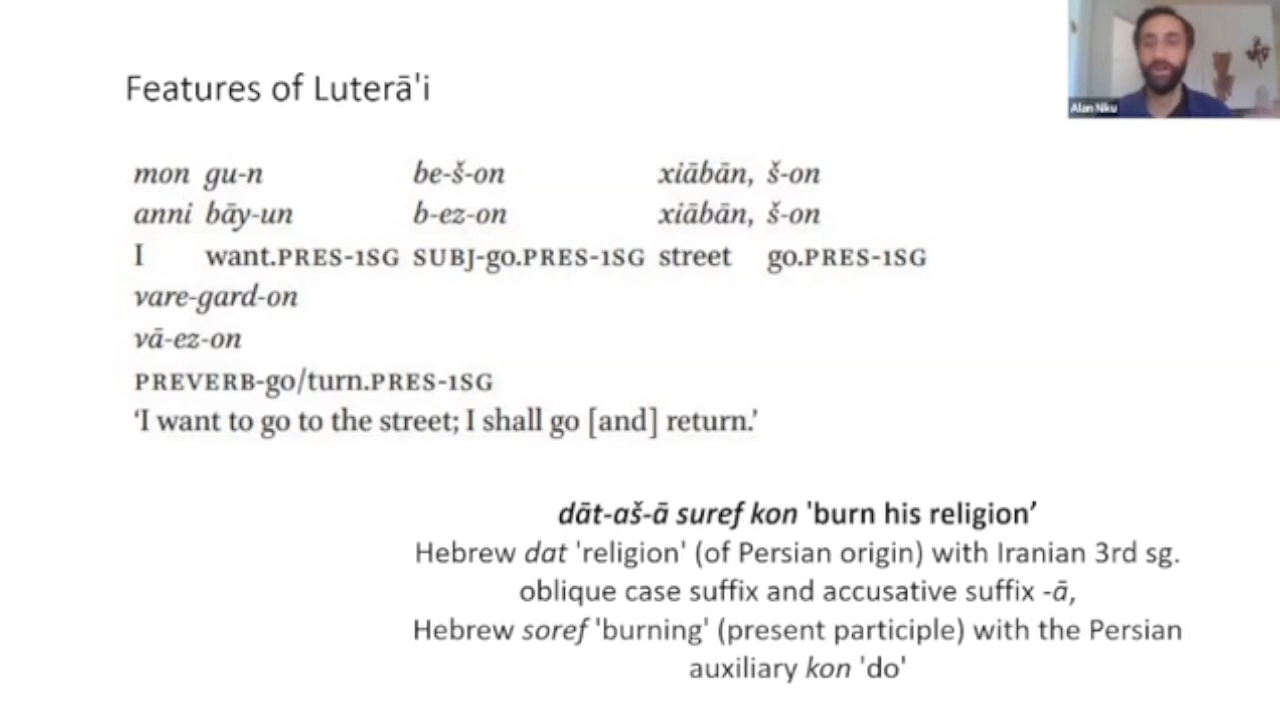 Features of Luterā'i
Alan Niku
mon gu-n be-š-on xiābān, š-on
anni bāy-un b-ez-on xiābān, š-on
I want.PRES-1SG SUBJ-go.PRES-1SG street go.PRES-1SG
vare-gard-on
vā-ez-on
PREVERB-go/turn.PRES-1SG
‘I want to go to the street; I shall go [and] return.’
dāt-aš-ā suref kon 'burn his religion’
Hebrew dat 'religion' (of Persian origin) with Iranian 3rd sg.
oblique case suffix and accusative suffix -ā,
Hebrew soref 'burning' (present participle) with the Persian
auxiliary kon 'do'